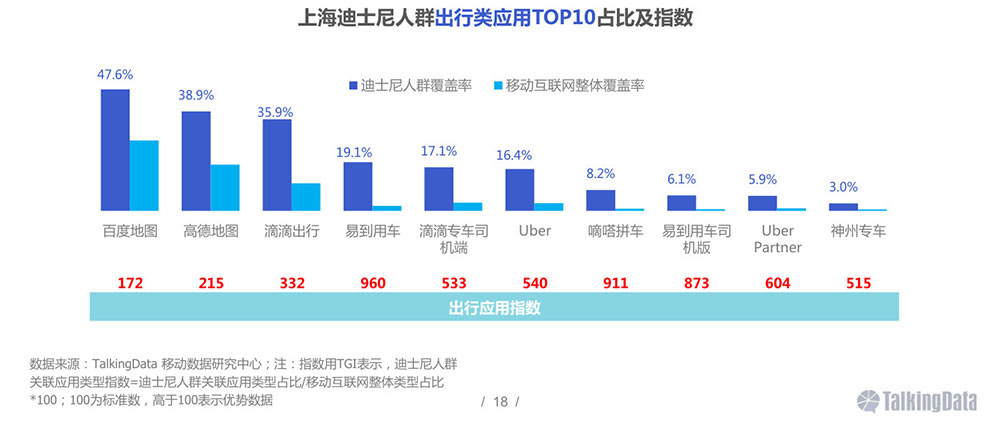 上海迪士尼人群出行类应用TOP10占比及指数
迪士尼人群覆盖率 移动互联网整体覆盖率
47.6% 38.9% 35.9% 19.1% 17.1% 16.4% 8.2% 6.1% 5.9% 3.0%
百度地图 高德地图 滴滴出行 易到用车 滴滴专车司机端 Uber 嘀嗒拼车 易到用车司机版 Uber Partner 神州专车
172 215 332 960 533 540 911 873 604 515
出行应用指数
数据来源：TalkingData 移动数据研究中心；注：指数用TGI表示，迪士尼人群
关联应用类型指数=迪士尼人群关联应用类型占比/移动互联网整体类型占比
*100；100为标准数，高于100表示优势数据
/ 18 /
TalkingData